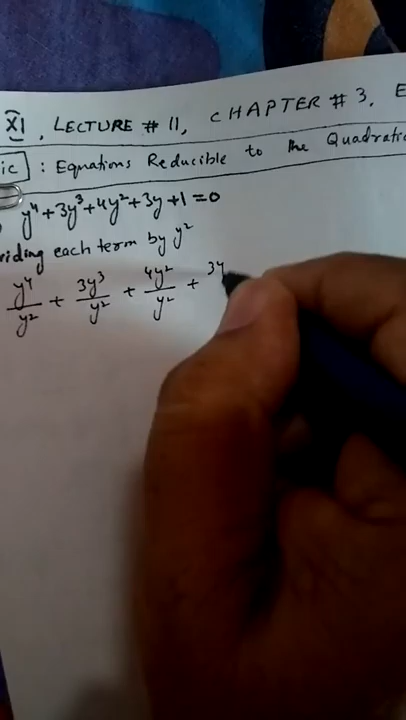 XI, LECTURE # 11, CHAPTER # 3, E
ic : Equations Reducible to the Quadratic
y⁴+3y³+4y²+3y+1=0
viding each term by y²
y⁴/y² + 3y³/y² + 4y²/y² + 3y